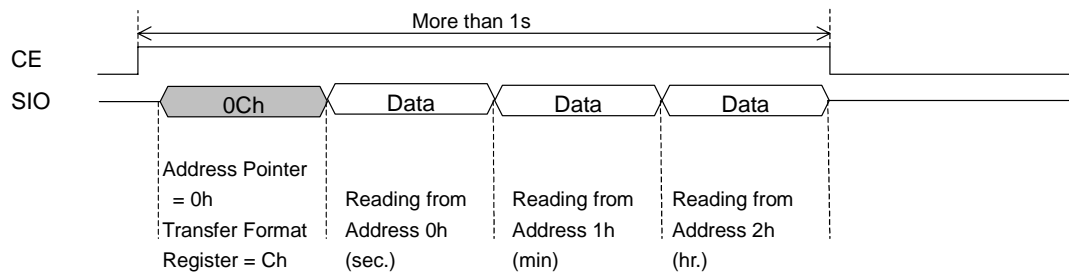 More than 1s
CE
SIO
0Ch Data Data Data
Address Pointer
= 0h
Transfer Format
Register = Ch
Reading from
Address 0h
(sec.)
Reading from
Address 1h
(min)
Reading from
Address 2h
(hr.)